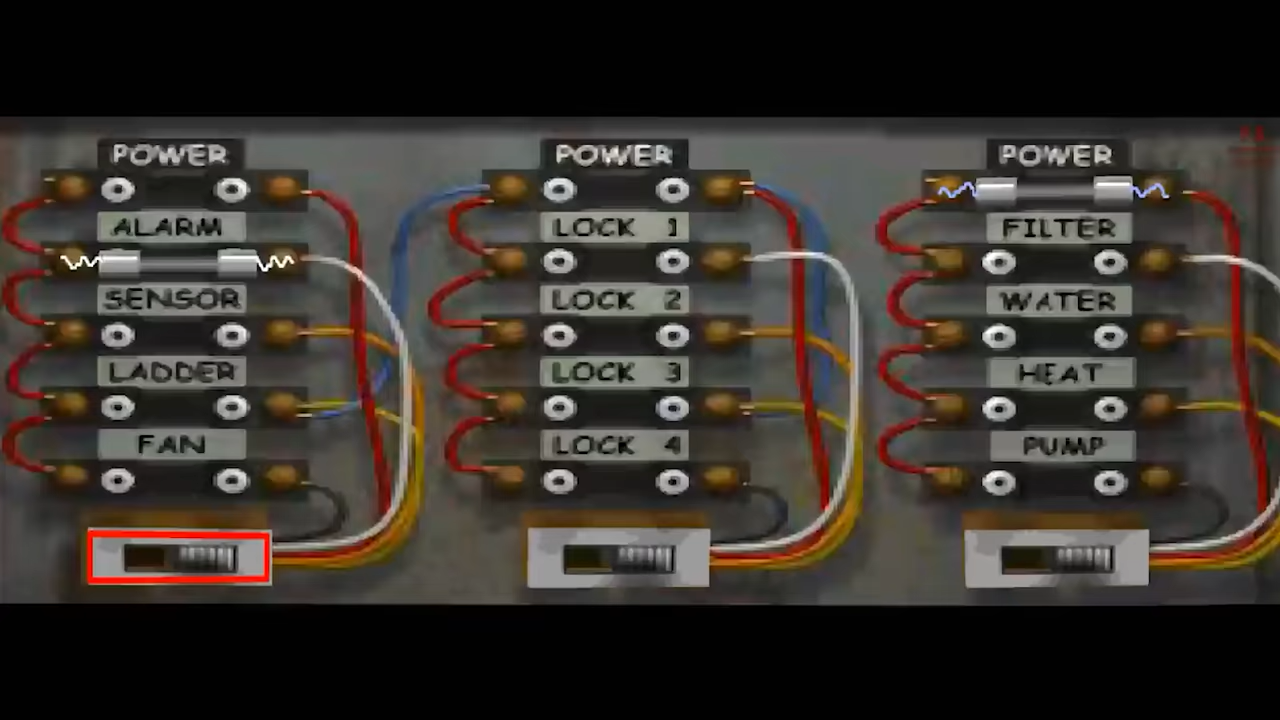 POWER
ALARM
SENSOR
LADDER
FAN
POWER
LOCK 1
LOCK 2
LOCK 3
LOCK 4
POWER
FILTER
WATER
HEAT
PUMP